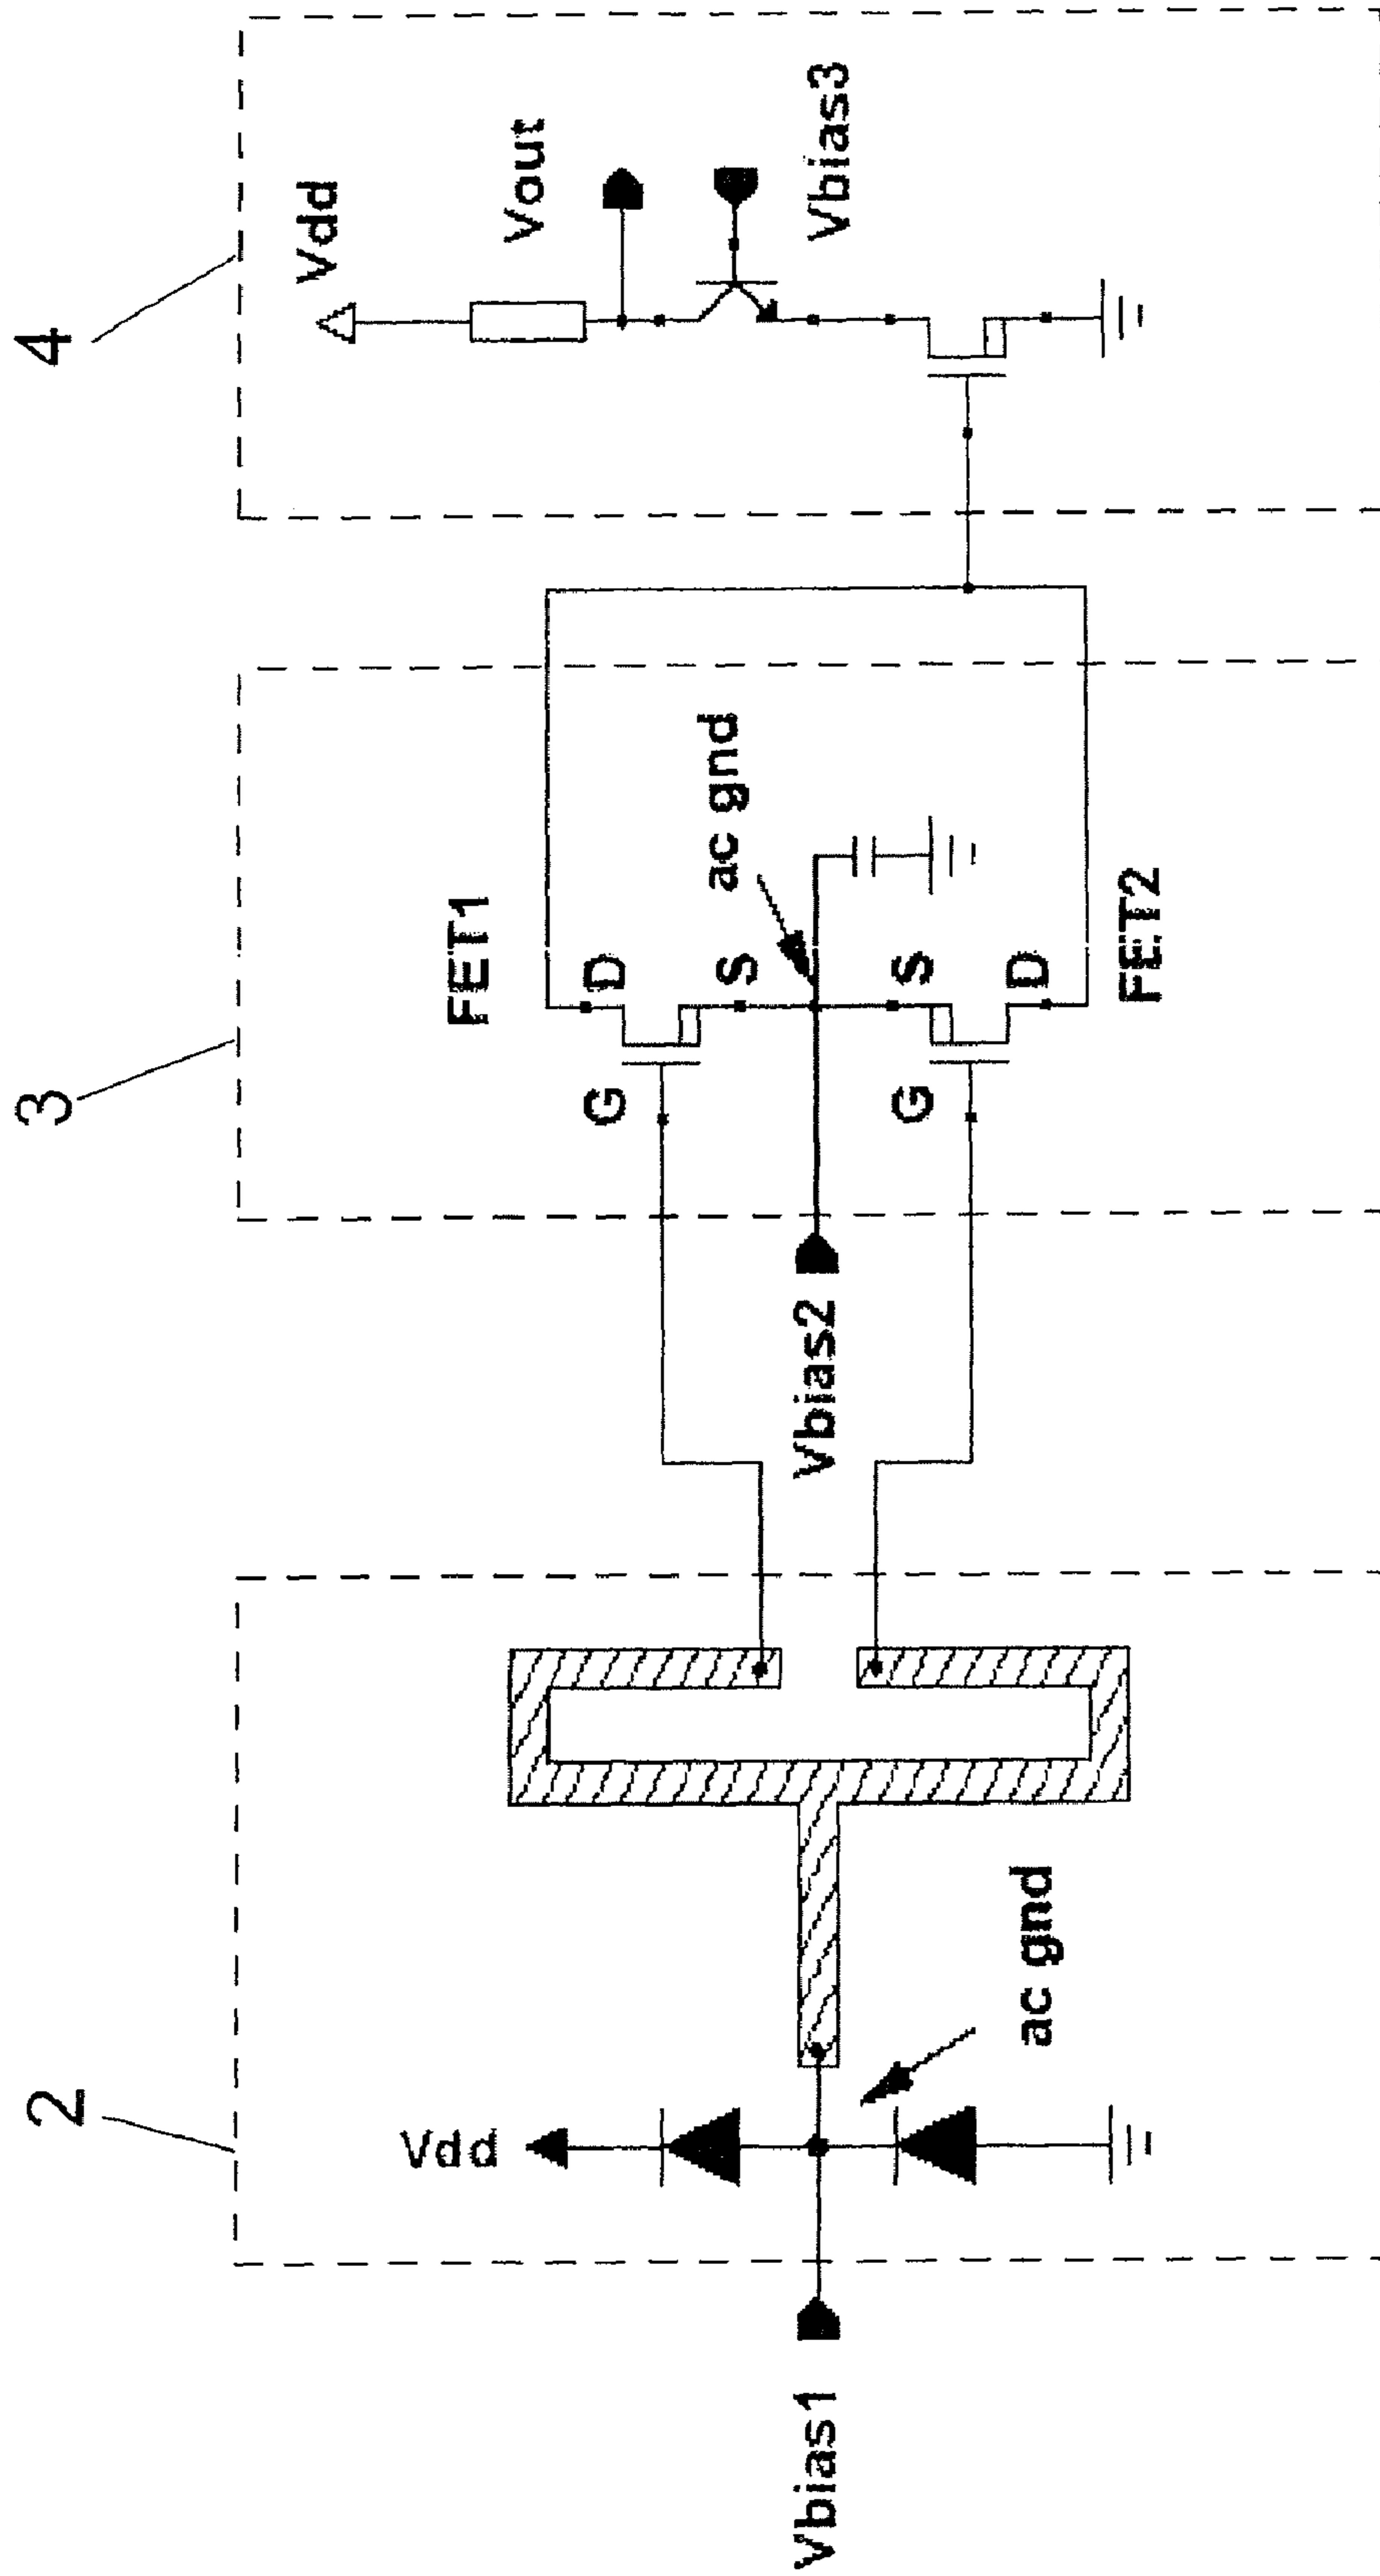 2
3
4
Vdd
ac gnd
Vbias1
Vbias2
FET1
G
D
S
ac gnd
S
G
D
FET2
Vdd
Vout
Vbias3